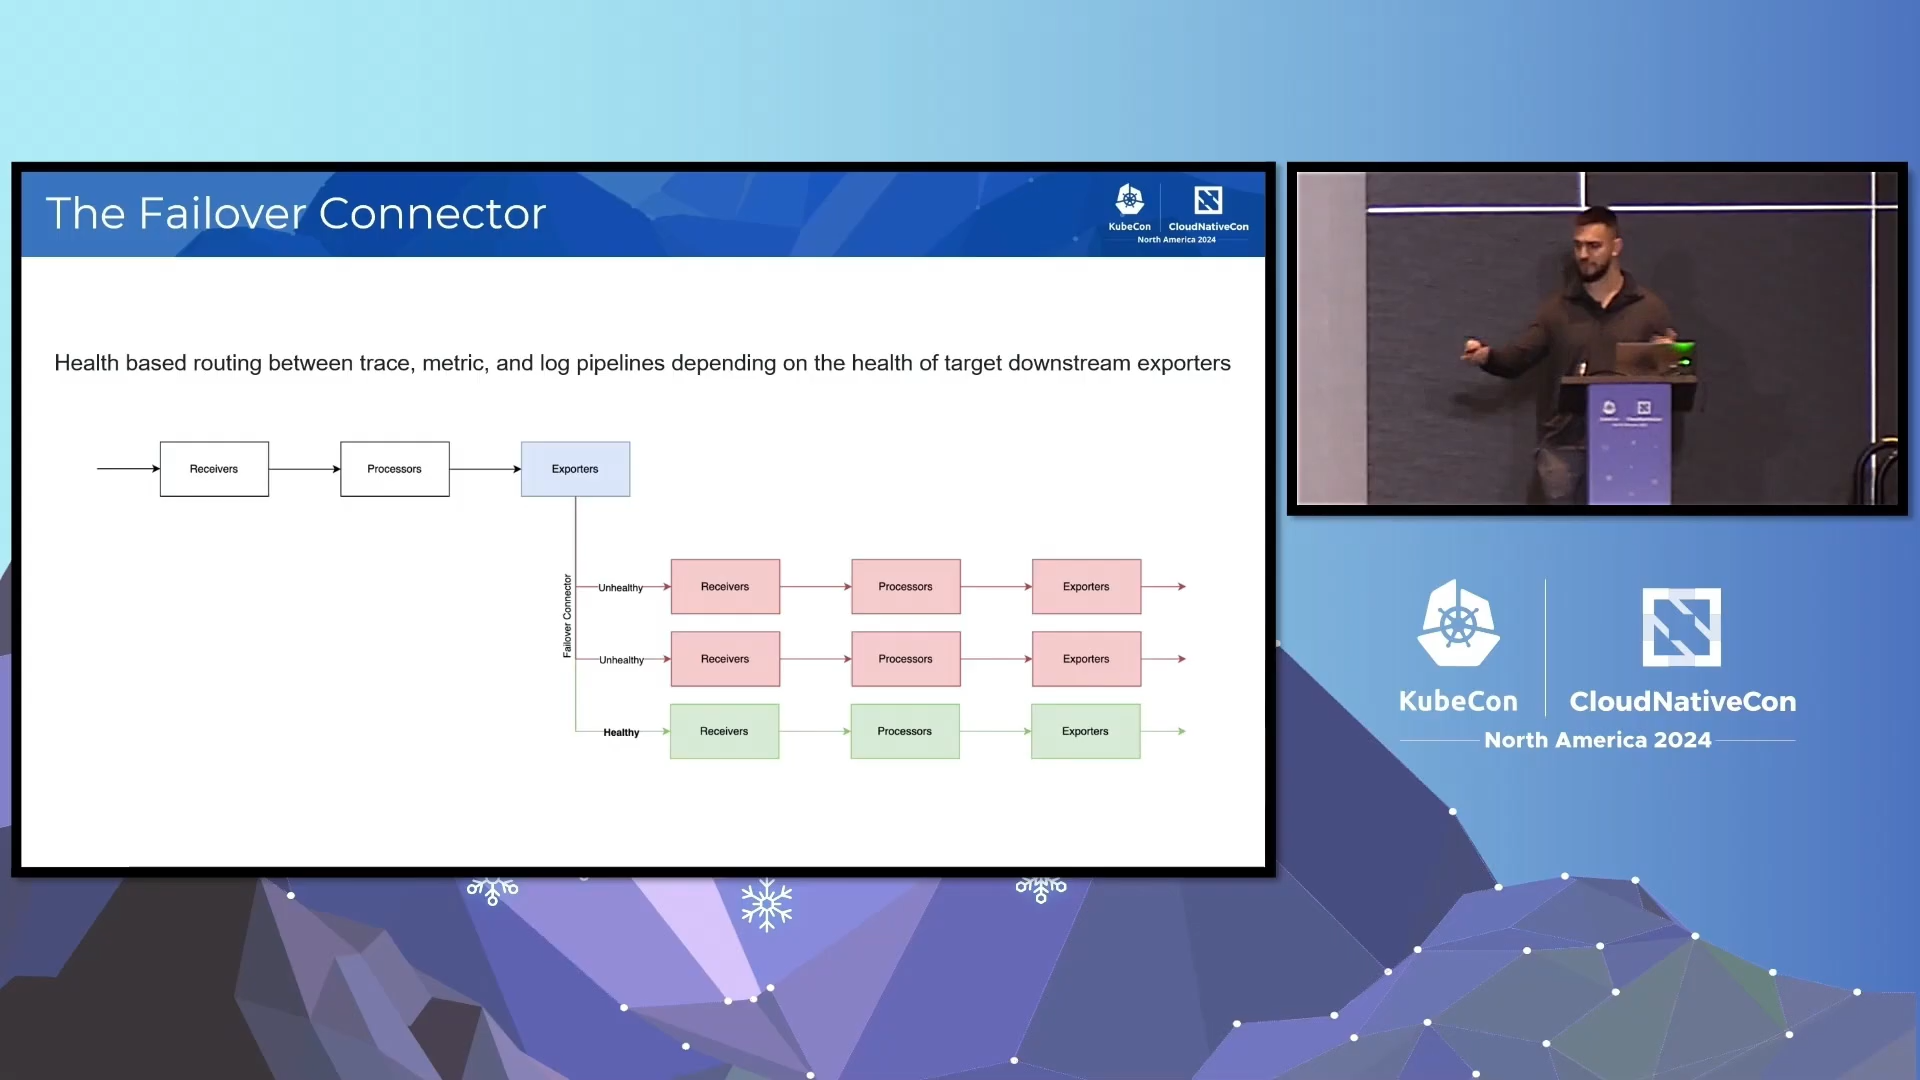 The Failover Connector
KubeCon
CloudNativeCon
North America 2024
Health based routing between trace, metric, and log pipelines depending on the health of target downstream exporters
Receivers
Processors
Exporters
Failover Connector
Unhealthy
Receivers
Processors
Exporters
Unhealthy
Receivers
Processors
Exporters
Healthy
Receivers
Processors
Exporters
KubeCon
CloudNativeCon
North America 2024